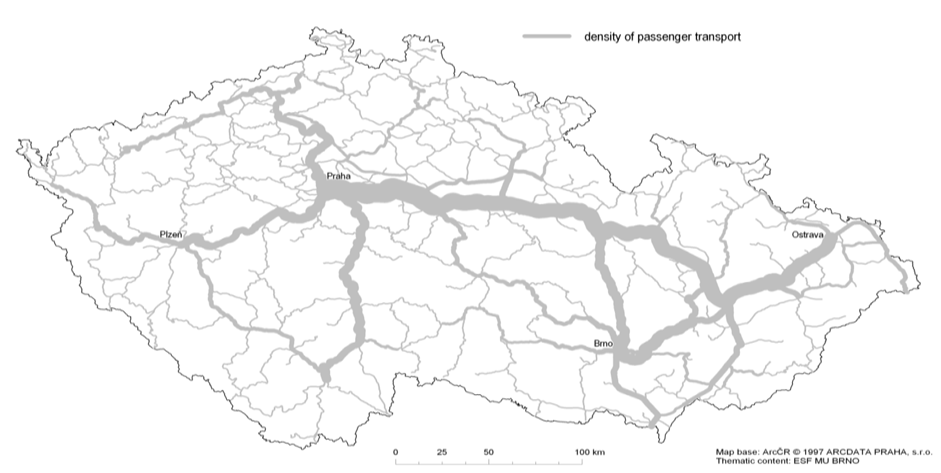 density of passenger transport
Praha
Plzeň
Ostrava
Brno
0 25 50 100 km
Map base: ArcČR © 1997 ARCDATA PRAHA, s.r.o.
Thematic content: ESF MU BRNO